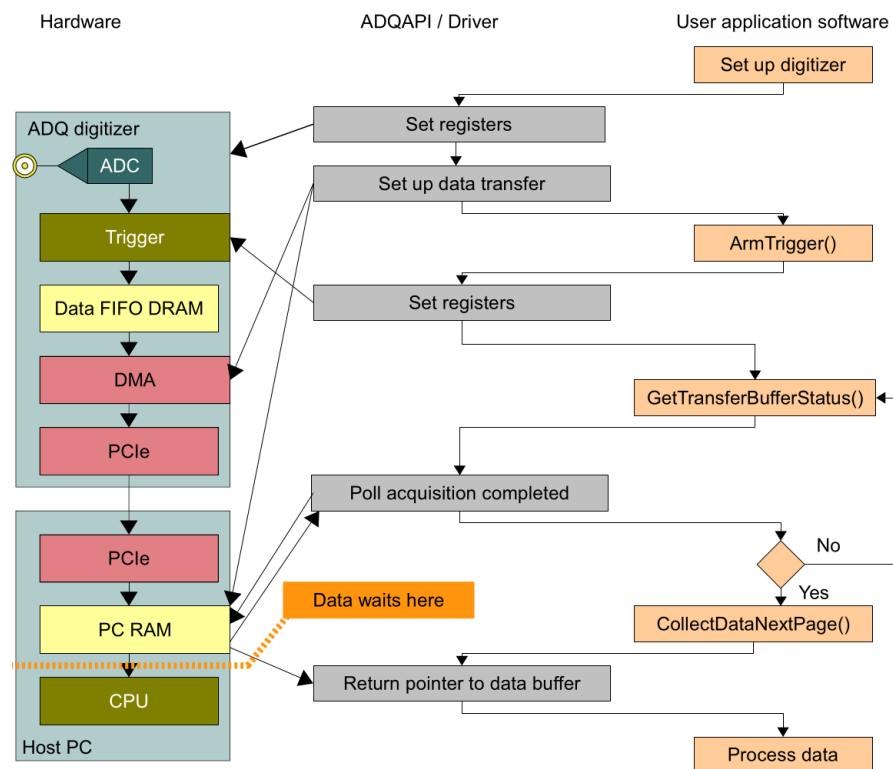 Hardware
ADQAPI / Driver
User application software
Set up digitizer
ADQ digitizer
Set registers
ADC
Set up data transfer
Trigger
ArmTrigger()
Data FIFO DRAM
Set registers
DMA
GetTransferBufferStatus()
PCIe
Poll acquisition completed
PCIe
No
Yes
Data waits here
PC RAM
CollectDataNextPage()
Return pointer to data buffer
CPU
Host PC
Process data